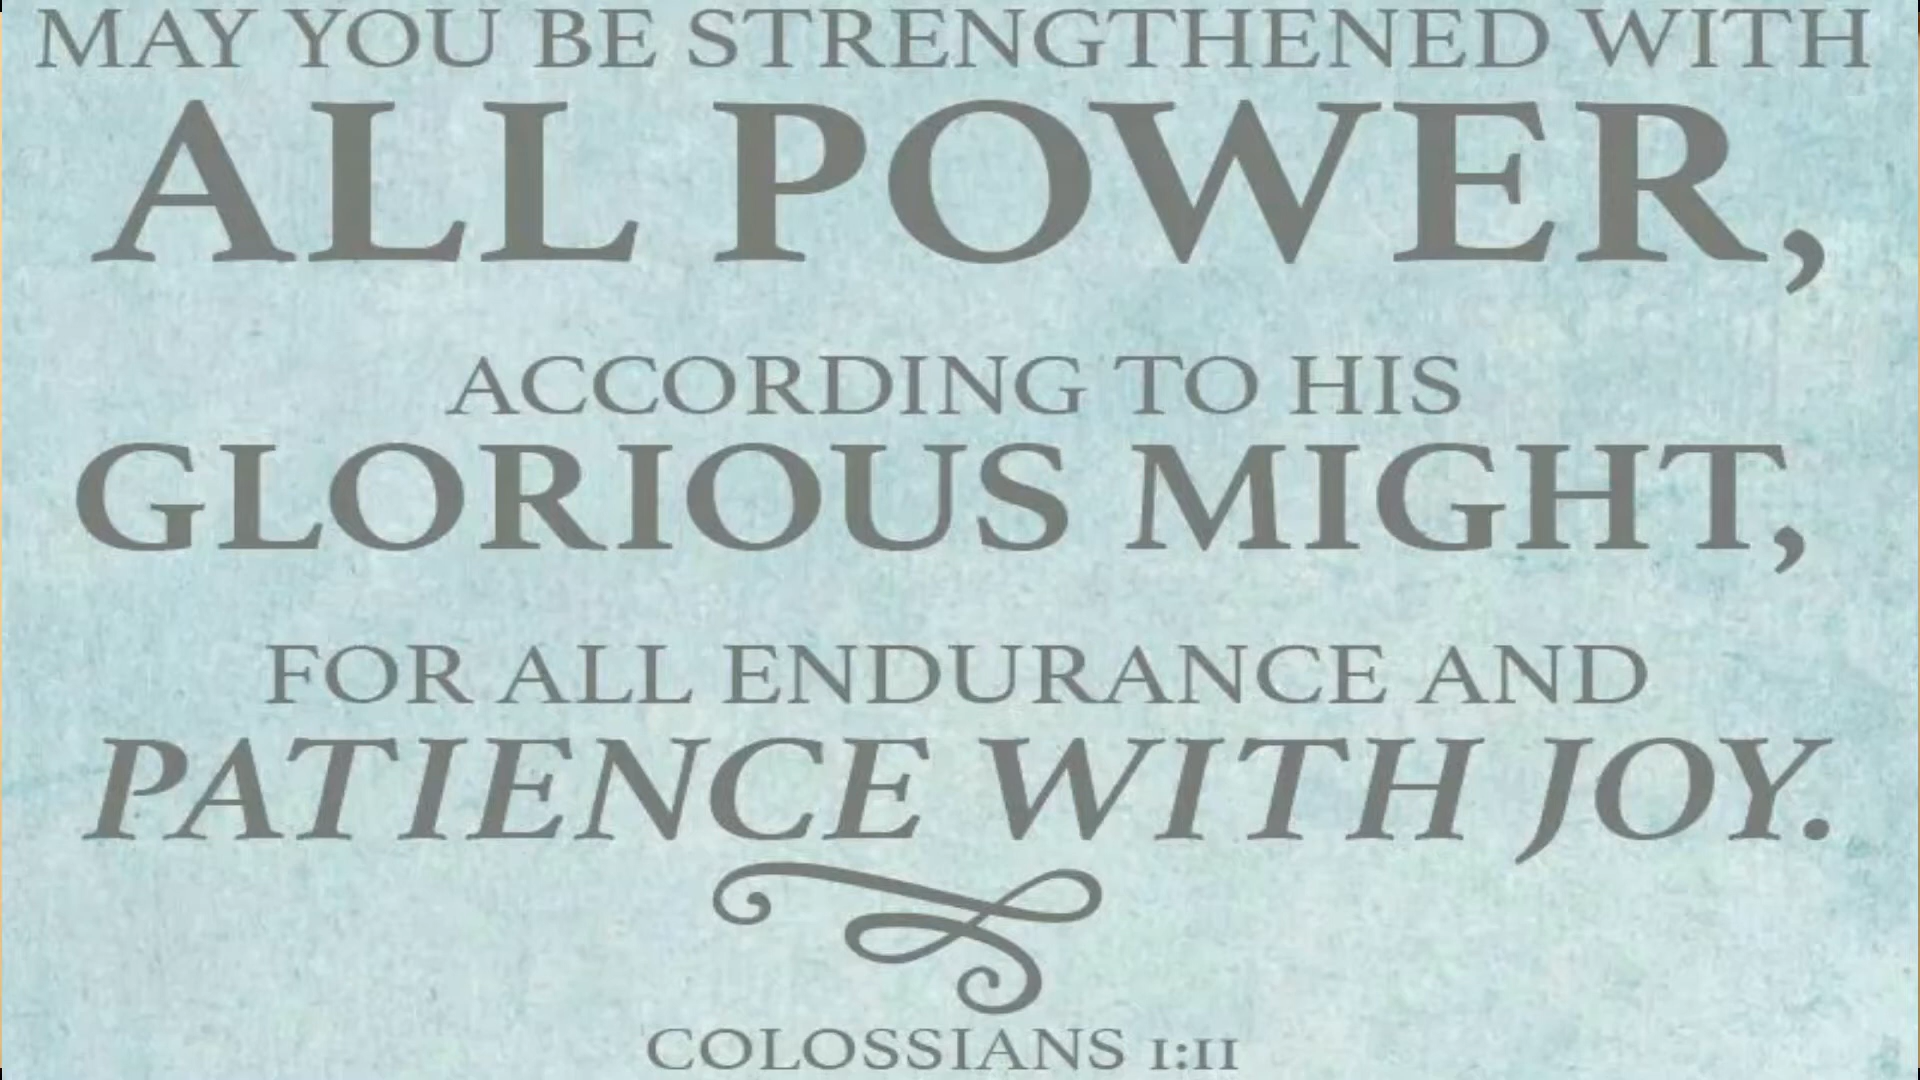 MAY YOU BE STRENGTHENED WITH
ALL POWER,
ACCORDING TO HIS
GLORIOUS MIGHT,
FOR ALL ENDURANCE AND
PATIENCE WITH JOY.
COLOSSIANS 1:11